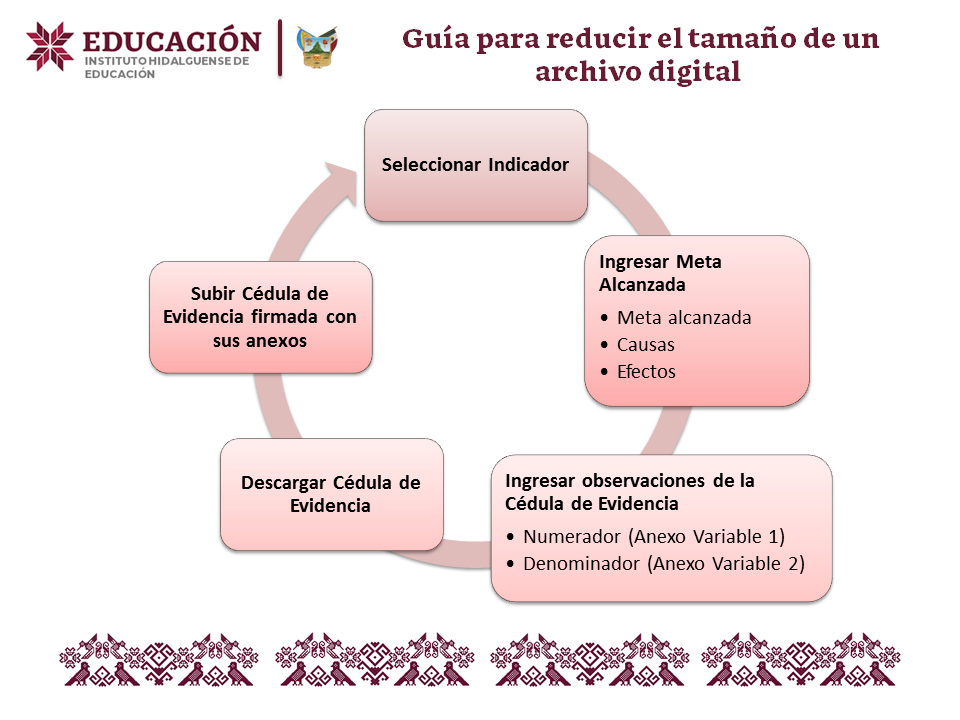 EDUCACIÓN
INSTITUTO HIDALGUENSE DE
EDUCACIÓN
Guía para reducir el tamaño de un
archivo digital
Seleccionar Indicador
Ingresar Meta
Alcanzada
• Meta alcanzada
• Causas
• Efectos
Ingresar observaciones de la
Cédula de Evidencia
• Numerador (Anexo Variable 1)
• Denominador (Anexo Variable 2)
Descargar Cédula de
Evidencia
Subir Cédula de
Evidencia firmada con
sus anexos